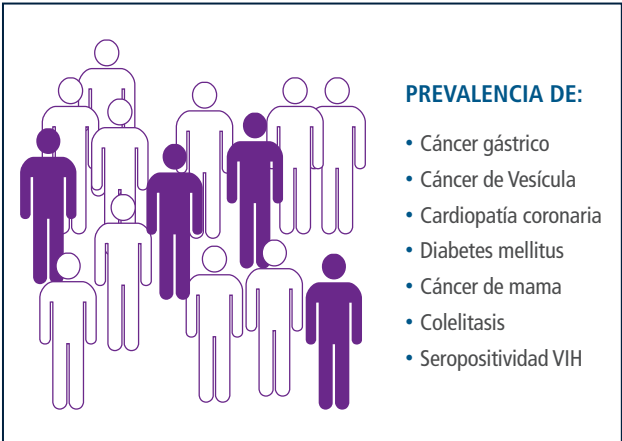 PREVALENCIA DE:
• Cáncer gástrico
• Cáncer de Vesícula
• Cardiopatía coronaria
• Diabetes mellitus
• Cáncer de mama
• Colelitasis
• Seropositividad VIH